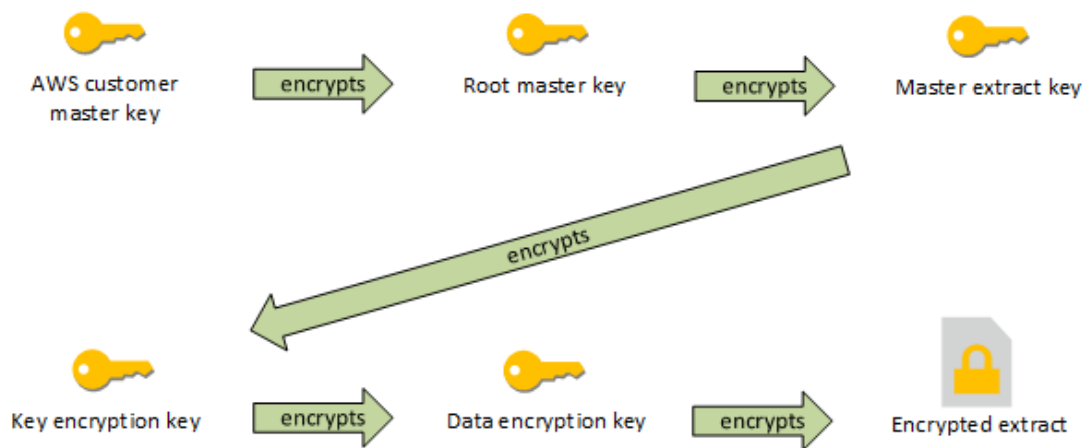 AWS customer
master key
encrypts
Root master key
encrypts
Master extract key
encrypts
Key encryption key
encrypts
Data encryption key
encrypts
Encrypted extract